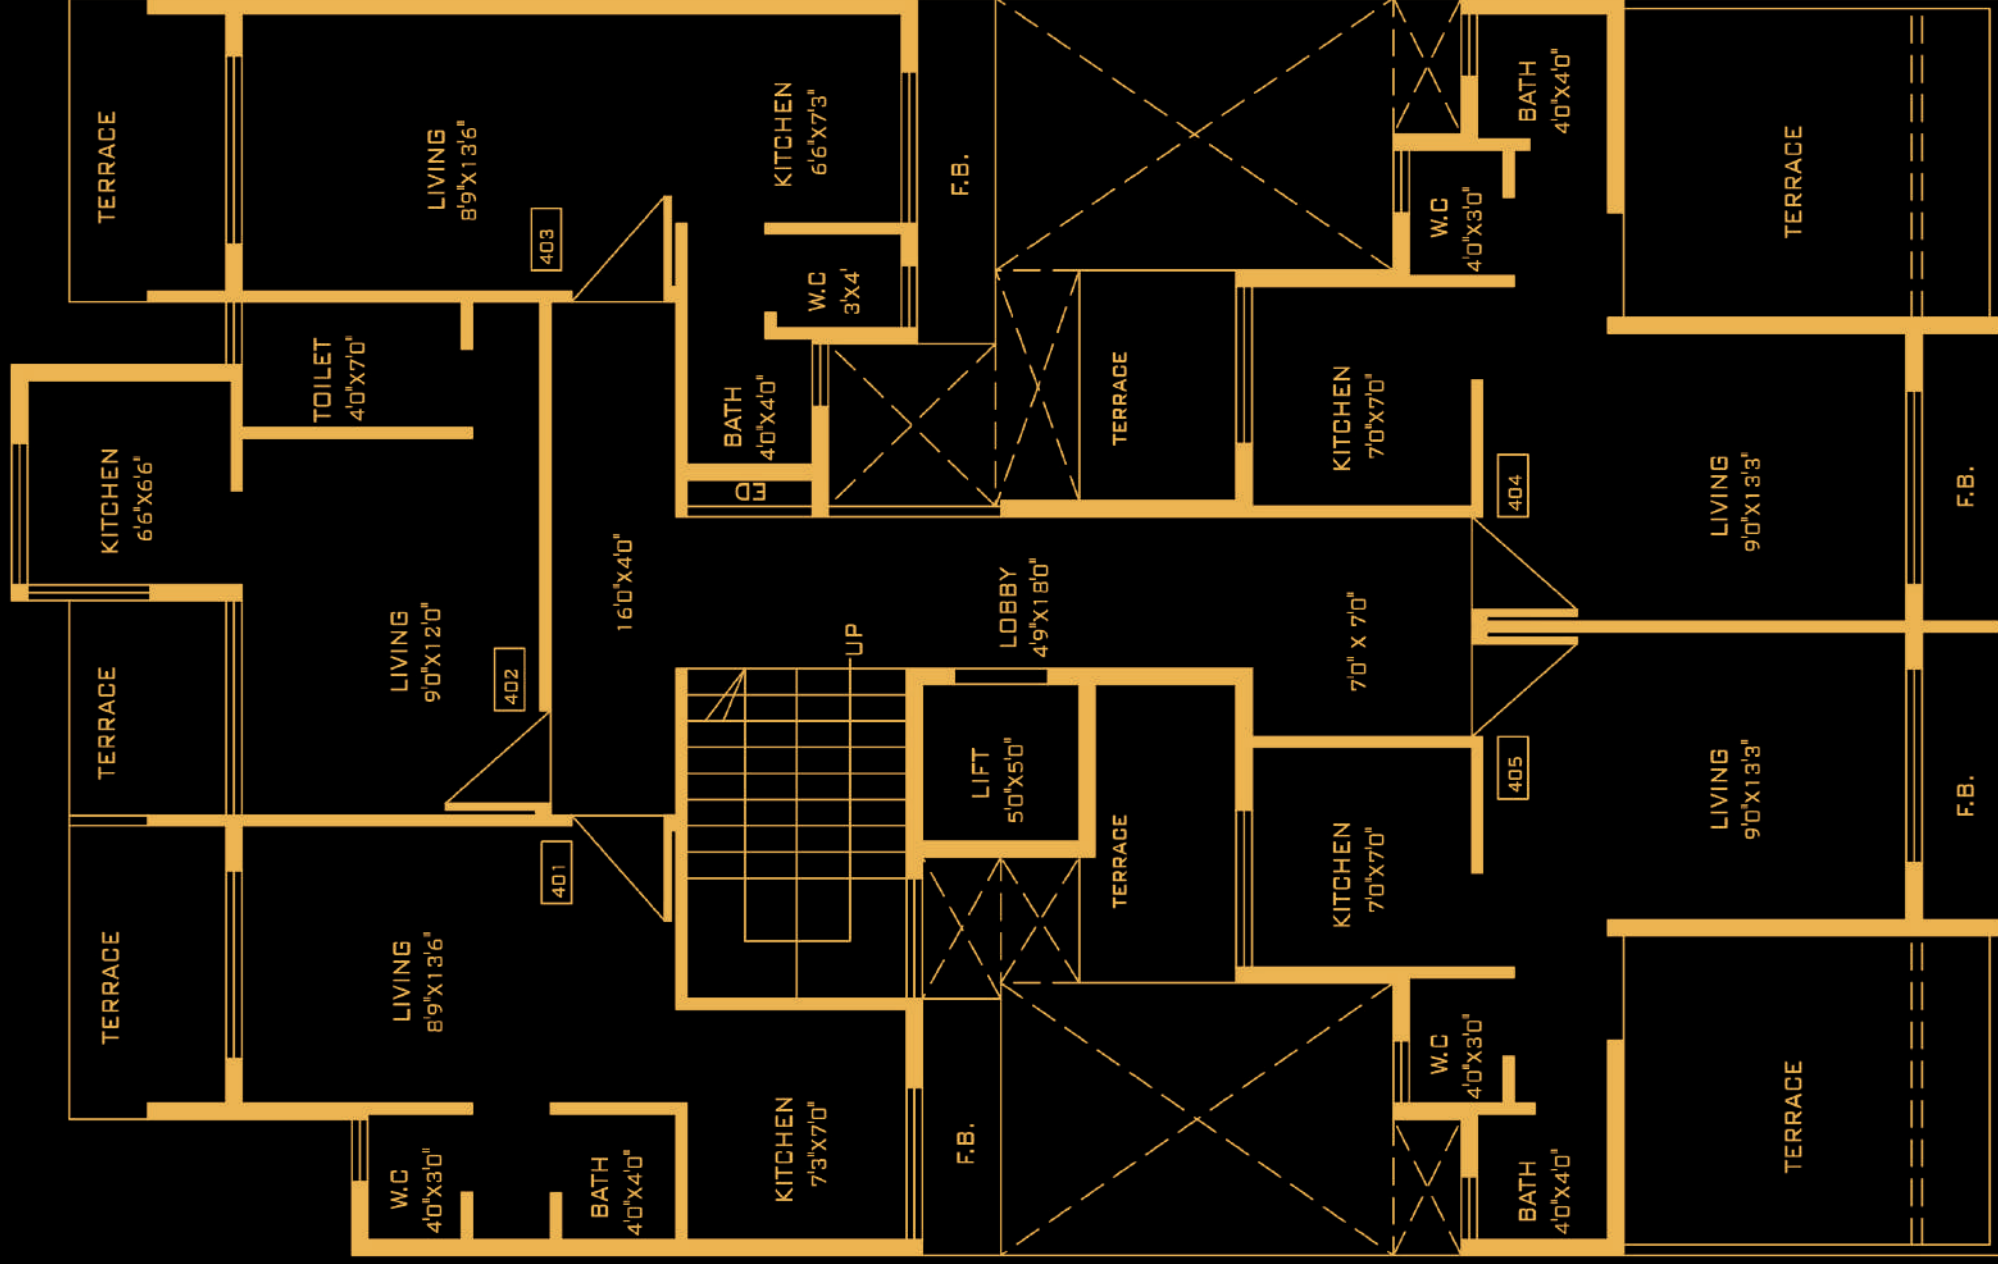 TERRACE
LIVING
8'9"X13'6"
403
KITCHEN
6'6"X7'3"
F.B.
W.C
3'X4'
BATH
4'0"X4'0"
W.C
4'0"X3'0"
TERRACE
TOILET
4'0"X7'0"
KITCHEN
6'6"X6'6"
BATH
4'0"X4'0"
ED
TERRACE
KITCHEN
7'0"X7'0"
404
LIVING
9'0"X13'3"
F.B.
TERRACE
LIVING
9'0"X12'0"
402
16'0"X4'0"
UP
LOBBY
4'9"X18'0"
7'0" X 7'0"
LIFT
5'0"X5'0"
TERRACE
KITCHEN
7'0"X7'0"
405
LIVING
9'0"X13'3"
F.B.
TERRACE
LIVING
8'9"X13'6"
401
W.C
4'0"X3'0"
BATH
4'0"X4'0"
KITCHEN
7'3"X7'0"
F.B.
W.C
4'0"X3'0"
BATH
4'0"X4'0"
TERRACE